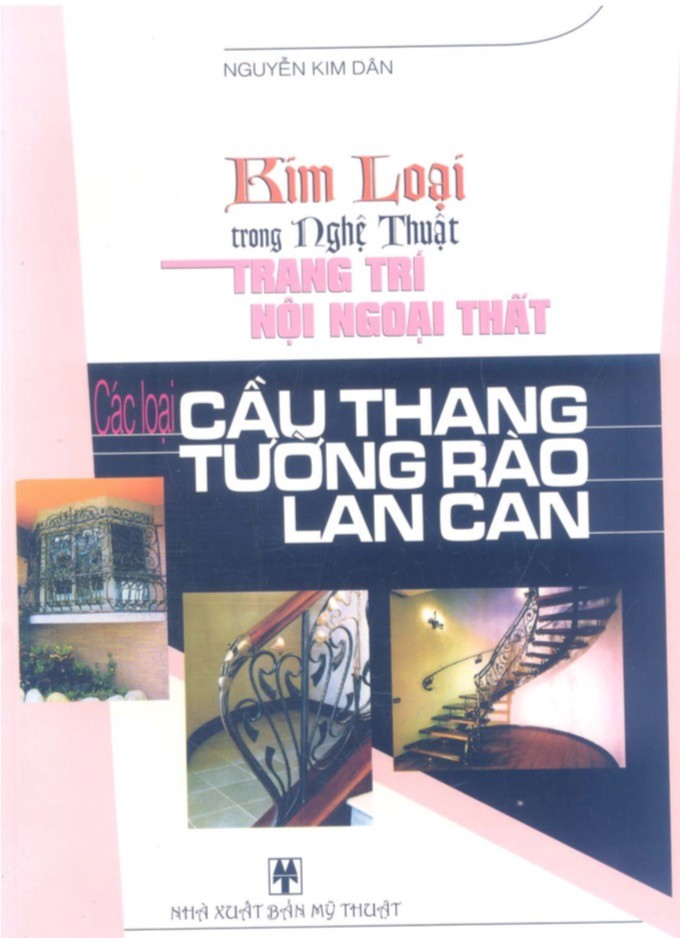 NGUYỄN KIM DÂN
Kim Loại
trong Nghệ Thuật
TRANG TRÍ
NỘI NGOẠI THẤT
Các loại CẦU THANG
TƯỜNG RÀO
LAN CAN
MT
NHÀ XUẤT BẢN MỸ THUẬT